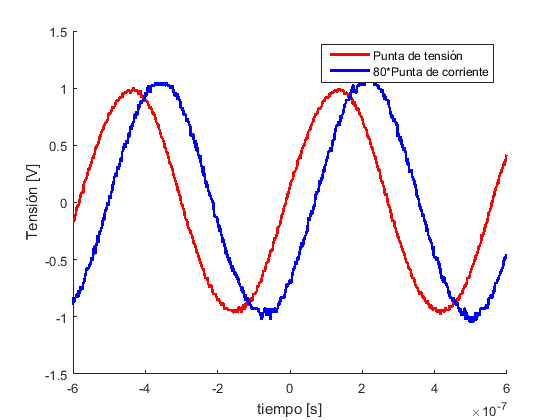 1.5
Punta de tensión
80*Punta de corriente
1
0.5
Tensión [V]
0
-0.5
-1
-1.5
-6 -4 -2 0 2 4 6
tiempo [s]
×10^-7